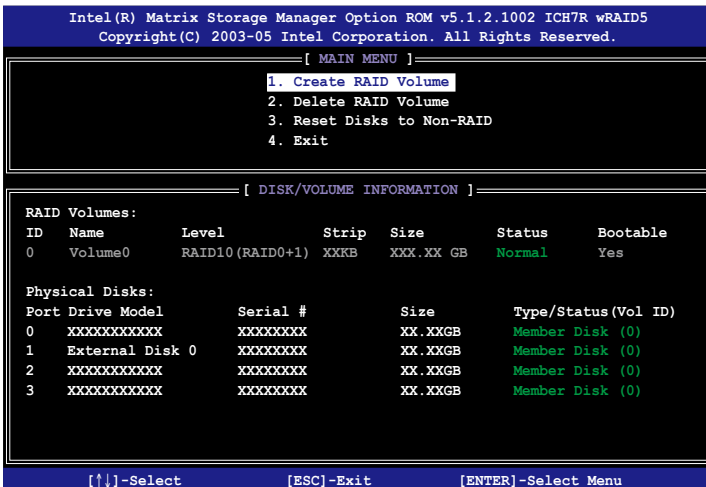 Intel(R) Matrix Storage Manager Option ROM v5.1.2.1002 ICH7R wRAID5
Copyright(C) 2003-05 Intel Corporation. All Rights Reserved.
[ MAIN MENU ]
1. Create RAID Volume
2. Delete RAID Volume
3. Reset Disks to Non-RAID
4. Exit
[ DISK/VOLUME INFORMATION ]
RAID Volumes:
ID Name Level Strip Size Status Bootable
0 Volume0 RAID10(RAID0+1) XXKB XXX.XX GB Normal Yes
Physical Disks:
Port Drive Model Serial # Size Type/Status(Vol ID)
0 XXXXXXXXXXX XXXXXXXX XX.XXGB Member Disk (0)
1 External Disk 0 XXXXXXXX XX.XXGB Member Disk (0)
2 XXXXXXXXXXX XXXXXXXX XX.XXGB Member Disk (0)
3 XXXXXXXXXXX XXXXXXXX XX.XXGB Member Disk (0)
[↑↓]-Select [ESC]-Exit [ENTER]-Select Menu